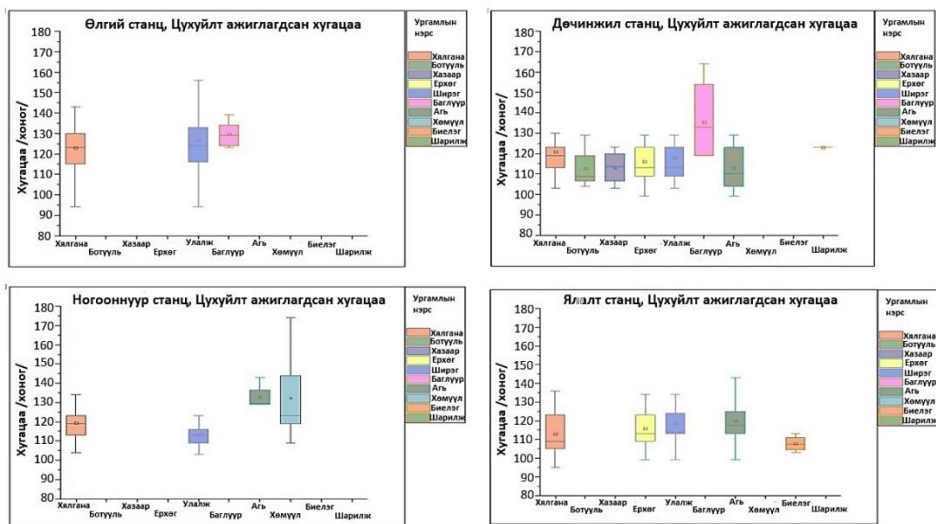 Өлгий станц, Цухуйлт ажиглагдсан хугацаа
Хугацаа /хоног/
180
170
160
150
140
130
120
110
100
90
80
Хялгана
Ботууль
Хазаар
Ерхөг
Улалж
Баглуур
Агь
Хөмүүл
Биелэг
Шарилж
Ургамлын
нэрс
Хялгана
Ботууль
Хазаар
Ерхөг
Ширэг
Баглуур
Агь
Хөмүүл
Биелэг
Шарилж
Дөчинжил станц, Цухуйлт ажиглагдсан хугацаа
Хугацаа /хоног/
180
170
160
150
140
130
120
110
100
90
80
Хялгана
Ботууль
Хазаар
Ерхөг
Улалж
Баглуур
Агь
Хөмүүл
Биелэг
Шарилж
Ургамлын
нэрс
Хялгана
Ботууль
Хазаар
Ерхөг
Ширэг
Баглуур
Агь
Хөмүүл
Биелэг
Шарилж
Ногооннуур станц, Цухуйлт ажиглагдсан хугацаа
Хугацаа /хоног/
180
170
160
150
140
130
120
110
100
90
80
Хялгана
Ботууль
Хазаар
Ерхөг
Улалж
Баглуур
Агь
Хөмүүл
Биелэг
Шарилж
Ургамлын
нэрс
Хялгана
Ботууль
Хазаар
Ерхөг
Ширэг
Баглуур
Агь
Хөмүүл
Биелэг
Шарилж
Ялалт станц, Цухуйлт ажиглагдсан хугацаа
Хугацаа /хоног/
180
170
160
150
140
130
120
110
100
90
80
Хялгана
Ботууль
Хазаар
Ерхөг
Улалж
Баглуур
Агь
Хөмүүл
Биелэг
Шарилж
Ургамлын
нэрс
Хялгана
Ботууль
Хазаар
Ерхөг
Ширэг
Баглуур
Агь
Хөмүүл
Биелэг
Шарилж